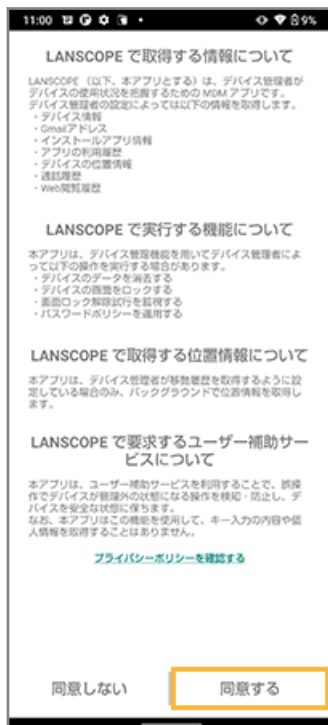 11:00
9%
LANSCOPE で取得する情報について
LANSCOPE（以下、本アプリとする）は、デバイス管理者が
デバイスの使用状況を把握するための MDM アプリです。
デバイス管理者の設定によっては以下の情報を取得します。
・デバイス情報
・Gmailアドレス
・インストールアプリ情報
・アプリの利用履歴
・デバイスの位置情報
・通話履歴
・Web閲覧履歴
LANSCOPE で実行する機能について
本アプリは、デバイス管理機能を用いてデバイス管理者によ
って以下の操作を実行する場合があります。
・デバイスのデータを消去する
・デバイスの画面をロックする
・画面ロック解除試行を監視する
・パスワードポリシーを適用する
LANSCOPE で取得する位置情報について
本アプリは、デバイス管理者が移動履歴を取得するように設
定している場合のみ、バックグラウンドで位置情報を取得し
ます。
LANSCOPE で要求するユーザー補助サー
ビスについて
本アプリは、ユーザー補助サービスを利用することで、誤操
作でデバイスが管理外の状態になる操作を検知・防止し、デ
バイスを安全な状態に保ちます。
なお、本アプリはこの機能を使用して、キー入力の内容や個
人情報を取得することはありません。
プライバシーポリシーを確認する
同意しない
同意する